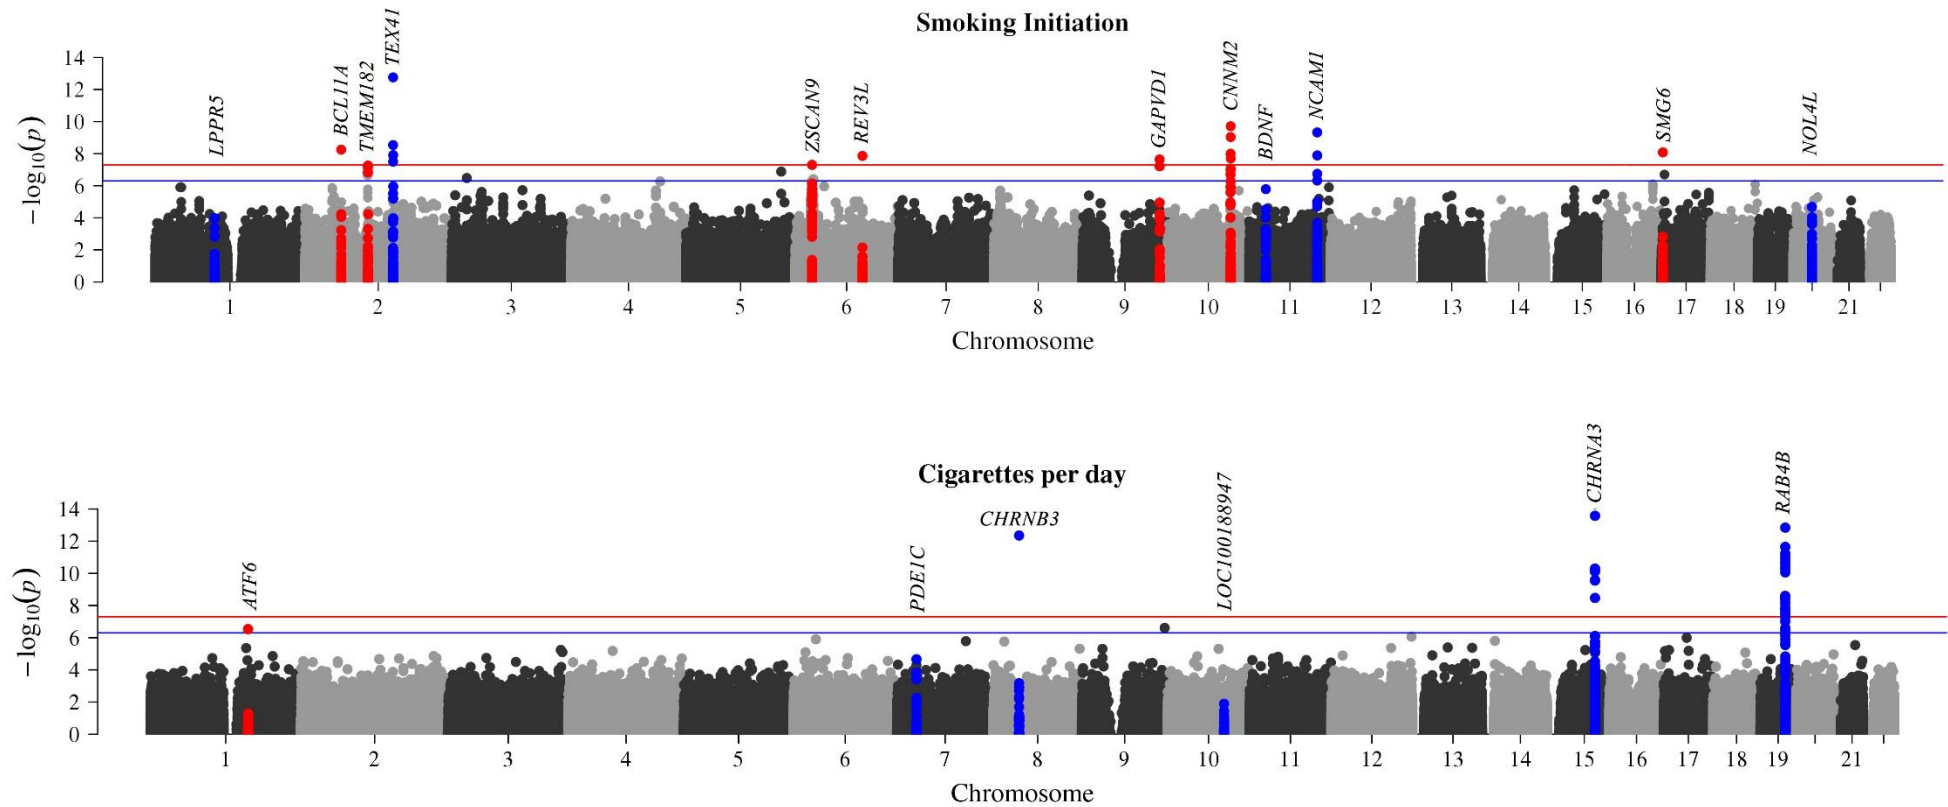 Smoking Initiation
LPPR5
BCL11A
TMEM182
TEX41
ZSCAN9
REV3L
GAPVD1
CNNM2
BDNF
NCAM1
SMG6
NOL4L
−log10(p)
14
12
10
8
6
4
2
0
1 2 3 4 5 6 7 8 9 10 11 12 13 14 15 16 17 18 19 21
Chromosome
Cigarettes per day
ATF6
PDE1C
CHRNB3
LOC100188947
CHRNA3
RAB4B
−log10(p)
14
12
10
8
6
4
2
0
1 2 3 4 5 6 7 8 9 10 11 12 13 14 15 16 17 18 19 21
Chromosome